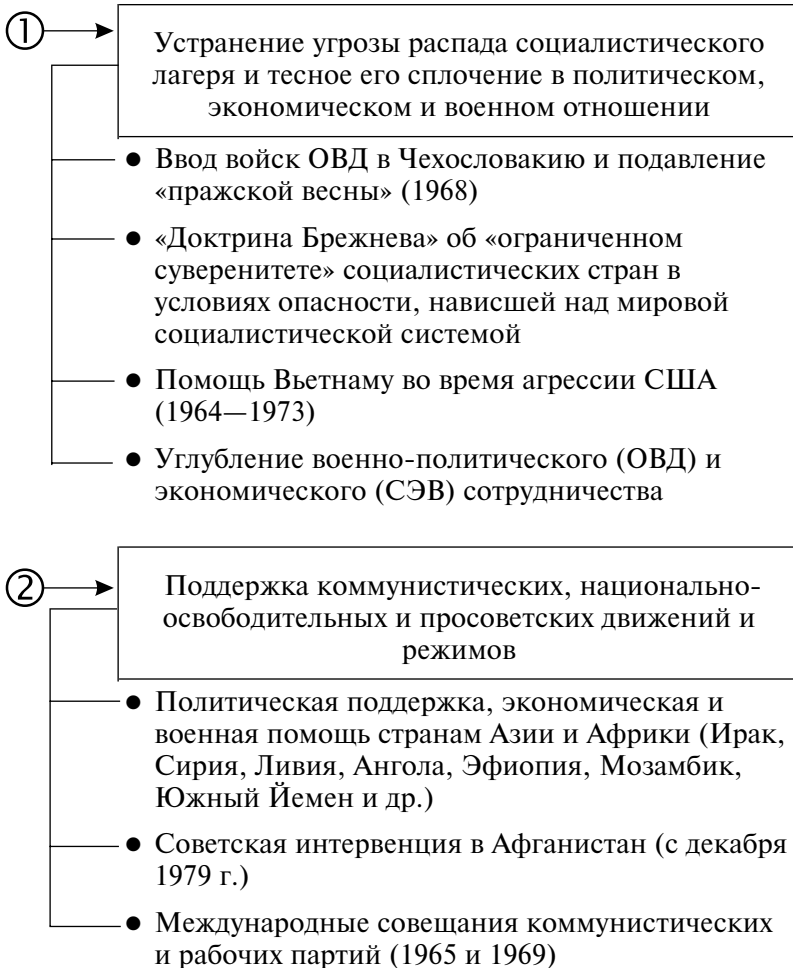 ① Устранение угрозы распада социалистического
лагеря и тесное его сплочение в политическом,
экономическом и военном отношении
● Ввод войск ОВД в Чехословакию и подавление
«пражской весны» (1968)
● «Доктрина Брежнева» об «ограниченном
суверенитете» социалистических стран в
условиях опасности, нависшей над мировой
социалистической системой
● Помощь Вьетнаму во время агрессии США
(1964—1973)
● Углубление военно-политического (ОВД) и
экономического (СЭВ) сотрудничества
② Поддержка коммунистических, национально-
освободительных и просоветских движений и
режимов
● Политическая поддержка, экономическая и
военная помощь странам Азии и Африки (Ирак,
Сирия, Ливия, Ангола, Эфиопия, Мозамбик,
Южный Йемен и др.)
● Советская интервенция в Афганистан (с декабря
1979 г.)
● Международные совещания коммунистических
и рабочих партий (1965 и 1969)